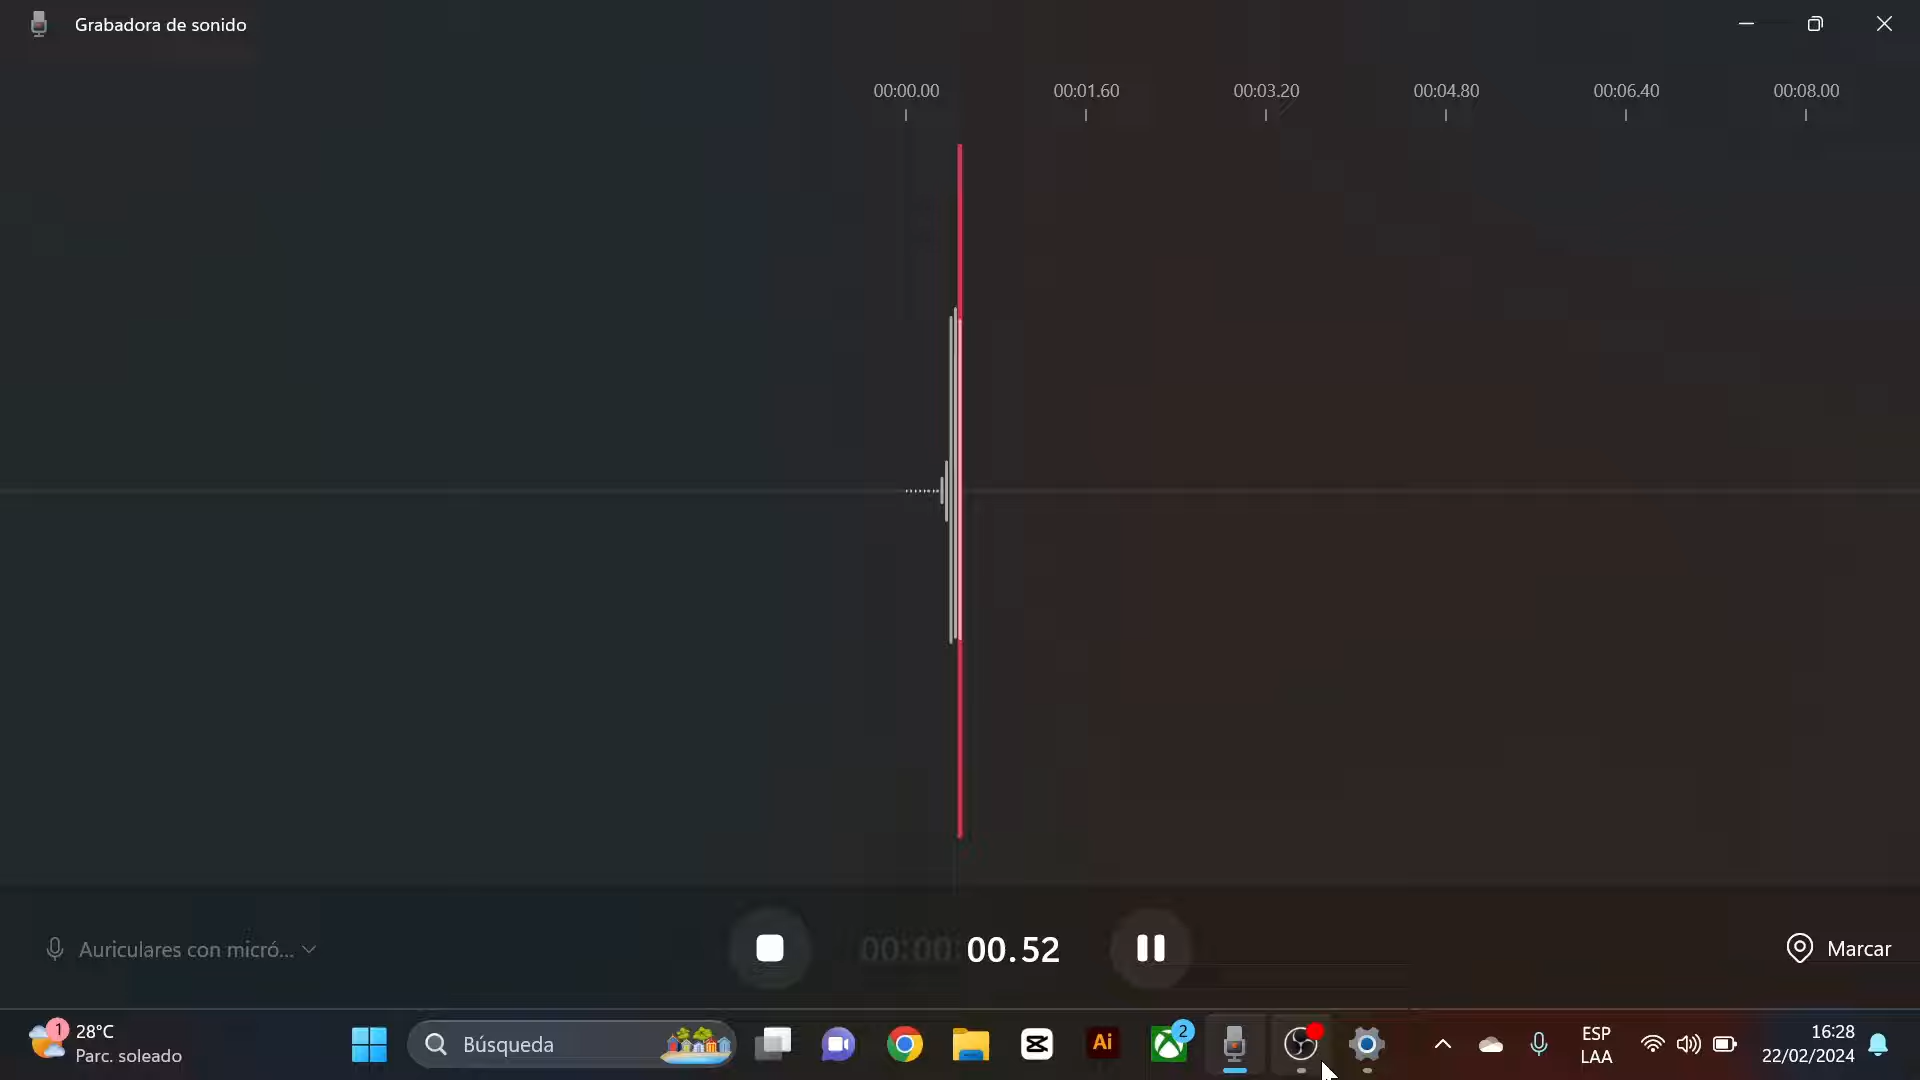 Grabadora de sonido
00:00.00 00:01.60 00:03.20 00:04.80 00:06.40 00:08.00
Auriculares con micró...
00:00:00.52
Marcar
1
28°C
Parc. soleado
Búsqueda
Ai
2
ESP
LAA
16:28
22/02/2024